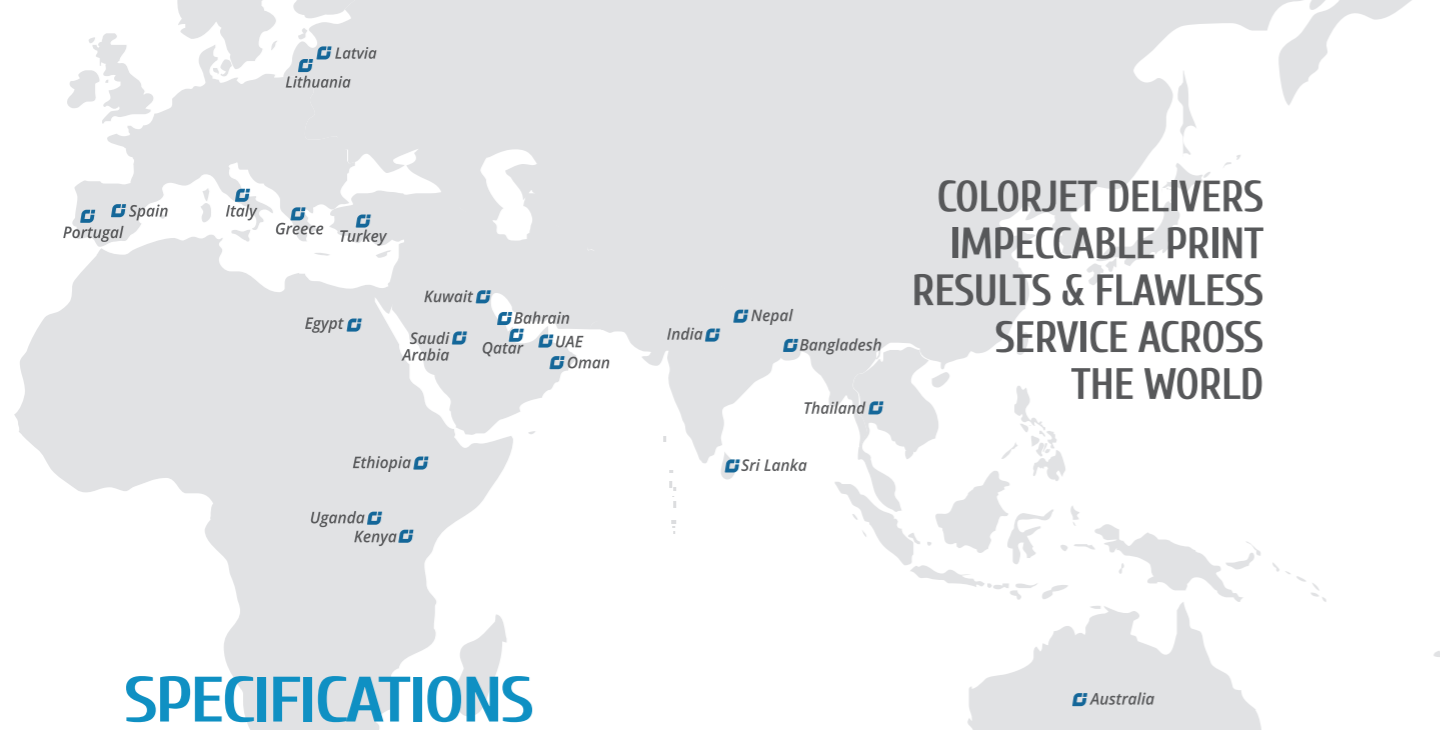 Latvia
Lithuania
Spain
Portugal
Italy
Greece
Turkey
COLORJET DELIVERS
IMPECCABLE PRINT
RESULTS & FLAWLESS
SERVICE ACROSS
THE WORLD
Kuwait
Bahrain
Egypt
Saudi
Arabia
Qatar
UAE
Oman
Nepal
India
Bangladesh
Thailand
Ethiopia
Sri Lanka
Uganda
Kenya
SPECIFICATIONS
Australia